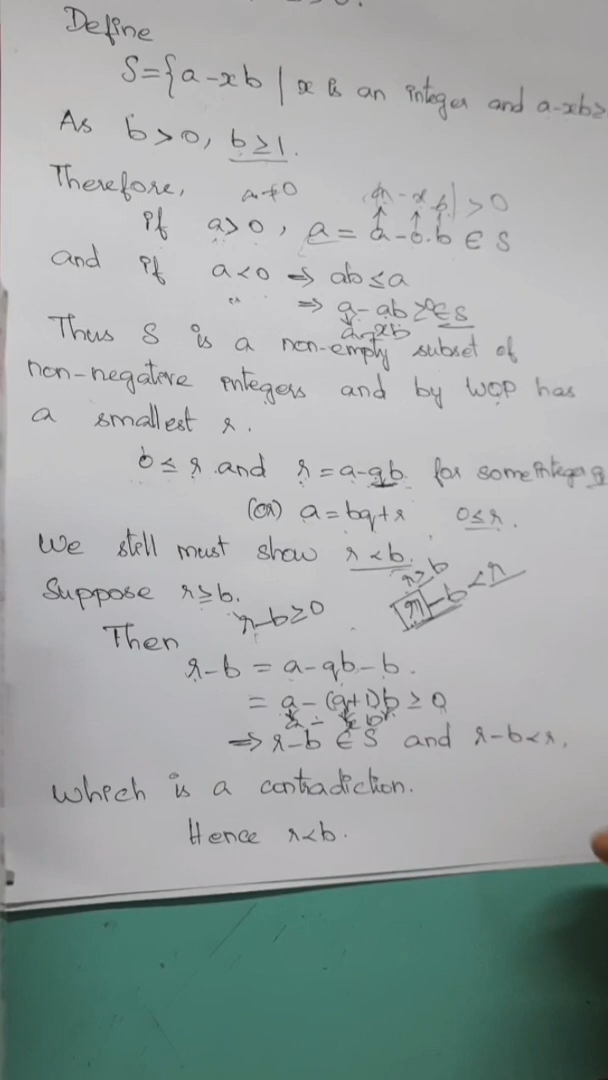 Define
S={a-xb | x is an integer and a-xb≥
As b>0, b≥1.
Therefore, a≠0 |a-x b|>0
if a>0, a= a-0.b ∈ S
and if a<0 ⇒ ab≤a
" ⇒ a-ab≥0∈S
a-xb
Thus S is a non-empty subset of
non-negative integers and by WOP has
a smallest r.
0≤r and r=a-qb for some integer q
(or) a=bq+r 0≤r.
We still must show r<b.
r≥b
Suppose r≥b. r-b<r
r-b≥0
Then
r-b = a-qb-b.
= a-(q+1)b≥0
a - x b
⇒ r-b ∈ S and r-b<r,
which is a contradiction.
Hence r<b.